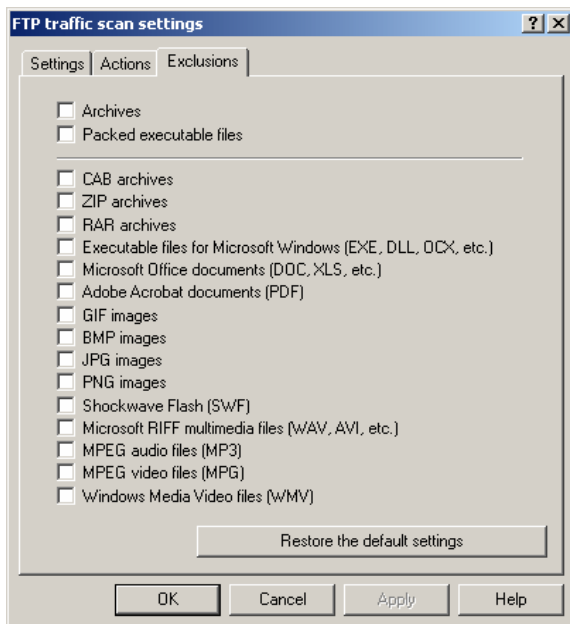 FTP traffic scan settings
Settings Actions Exclusions
Archives
Packed executable files
CAB archives
ZIP archives
RAR archives
Executable files for Microsoft Windows (EXE, DLL, OCX, etc.)
Microsoft Office documents (DOC, XLS, etc.)
Adobe Acrobat documents (PDF)
GIF images
BMP images
JPG images
PNG images
Shockwave Flash (SWF)
Microsoft RIFF multimedia files (WAV, AVI, etc.)
MPEG audio files (MP3)
MPEG video files (MPG)
Windows Media Video files (WMV)
Restore the default settings
OK Cancel Apply Help